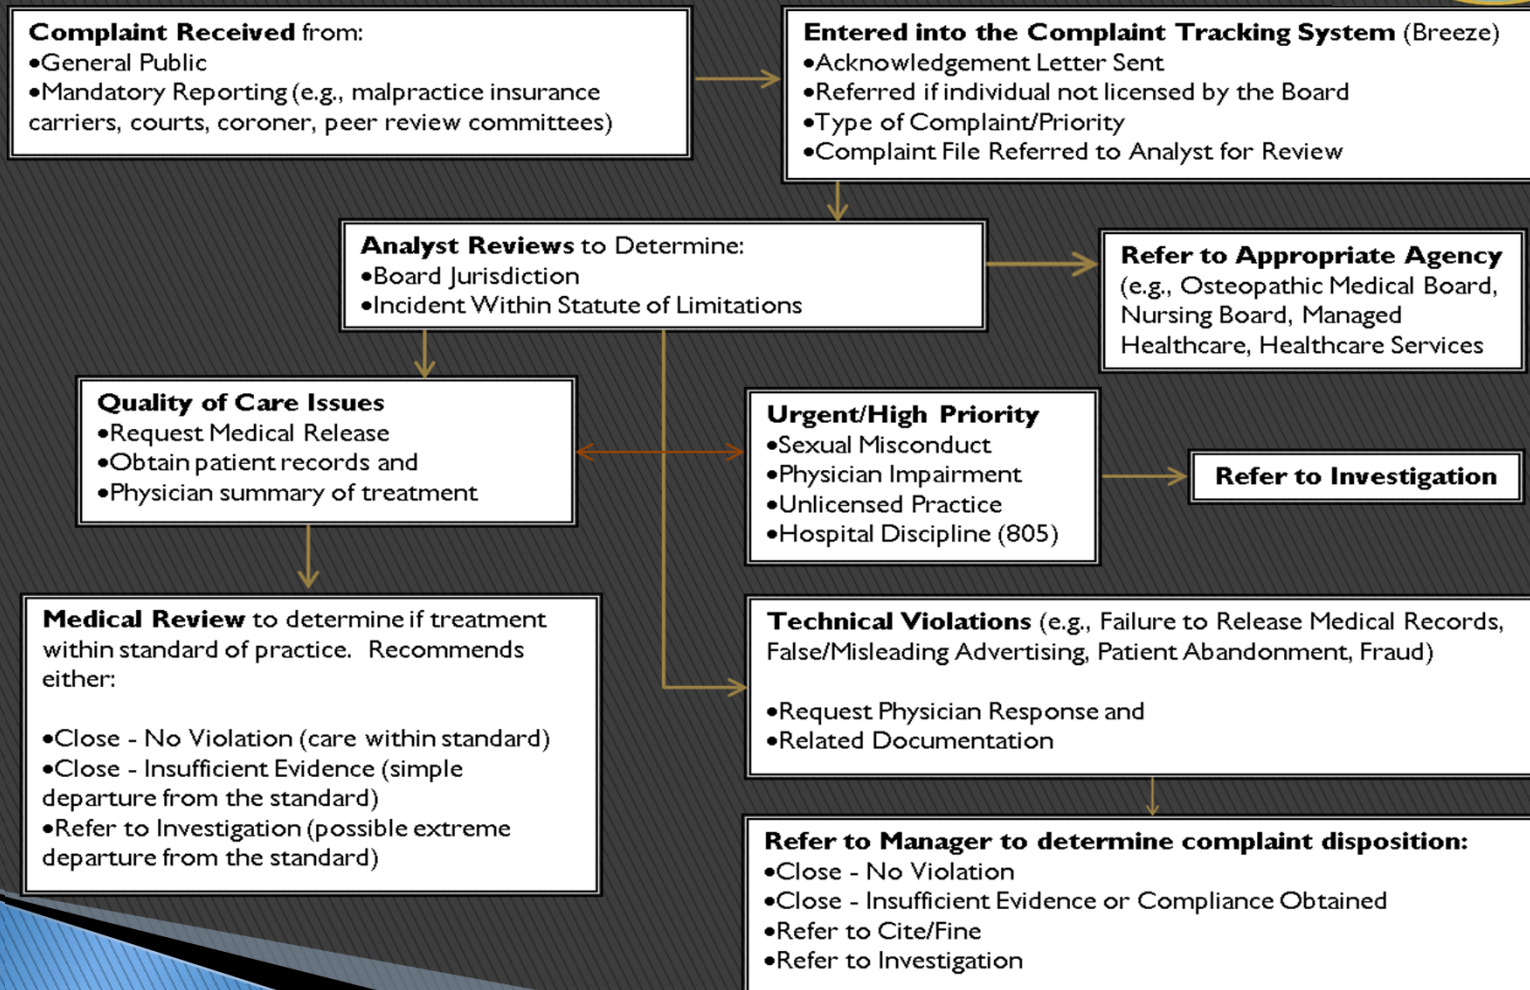 Complaint Received from:
•General Public
•Mandatory Reporting (e.g., malpractice insurance
carriers, courts, coroner, peer review committees)
Entered into the Complaint Tracking System (Breeze)
•Acknowledgement Letter Sent
•Referred if individual not licensed by the Board
•Type of Complaint/Priority
•Complaint File Referred to Analyst for Review
Analyst Reviews to Determine:
•Board Jurisdiction
•Incident Within Statute of Limitations
Refer to Appropriate Agency
(e.g., Osteopathic Medical Board,
Nursing Board, Managed
Healthcare, Healthcare Services
Quality of Care Issues
•Request Medical Release
•Obtain patient records and
•Physician summary of treatment
Urgent/High Priority
•Sexual Misconduct
•Physician Impairment
•Unlicensed Practice
•Hospital Discipline (805)
Refer to Investigation
Medical Review to determine if treatment
within standard of practice.  Recommends
either:
•Close - No Violation (care within standard)
•Close - Insufficient Evidence (simple
departure from the standard)
•Refer to Investigation (possible extreme
departure from the standard)
Technical Violations (e.g., Failure to Release Medical Records,
False/Misleading Advertising, Patient Abandonment, Fraud)
•Request Physician Response and
•Related Documentation
Refer to Manager to determine complaint disposition:
•Close - No Violation
•Close - Insufficient Evidence or Compliance Obtained
•Refer to Cite/Fine
•Refer to Investigation